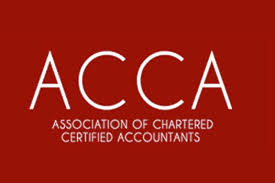 ACCA
ASSOCIATION OF CHARTERED
CERTIFIED ACCOUNTANTS